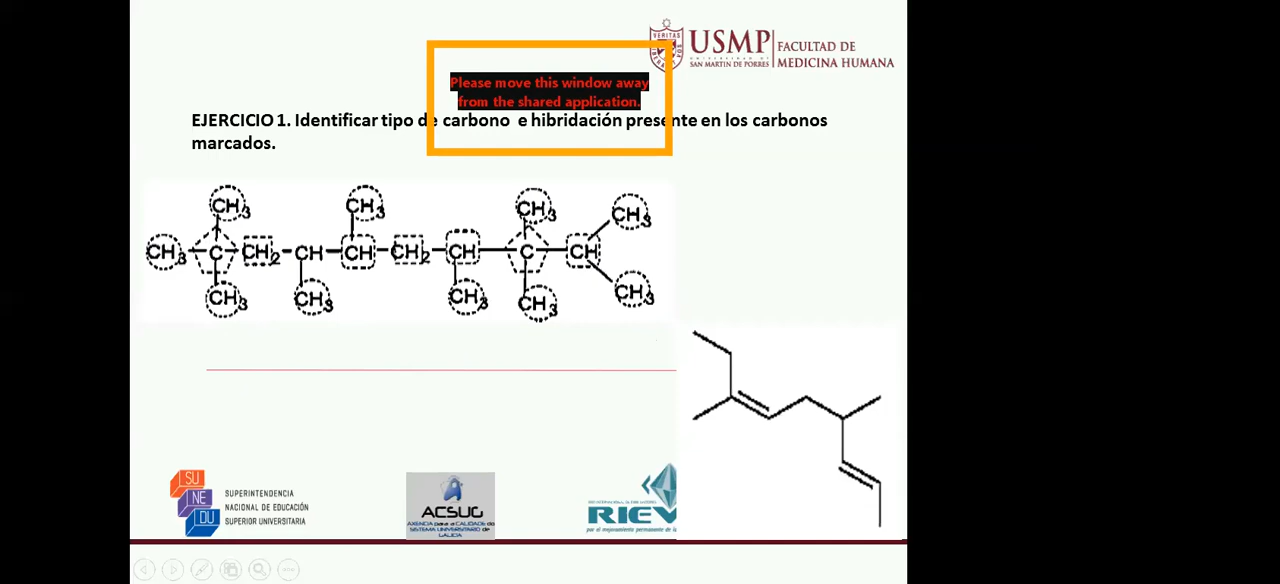 VERITAS
USMP
UNIVERSIDAD DE
SAN MARTIN DE PORRES
FACULTAD DE
MEDICINA HUMANA
Please move this window away
from the shared application.
EJERCICIO 1. Identificar tipo de carbono e hibridación presente en los carbonos
marcados.
CH3 CH3 CH3 CH3
CH3 C CH2 CH CH CH2 CH C CH
CH3 CH3 CH3 CH3 CH3
SU
NE
DU
SUPERINTENDENCIA
NACIONAL DE EDUCACIÓN
SUPERIOR UNIVERSITARIA
ACSUG
AXENCIA para a CALIDADE do
SISTEMA UNIVERSITARIO de
GALICIA
RIEV
por el mejoramiento permanente de la